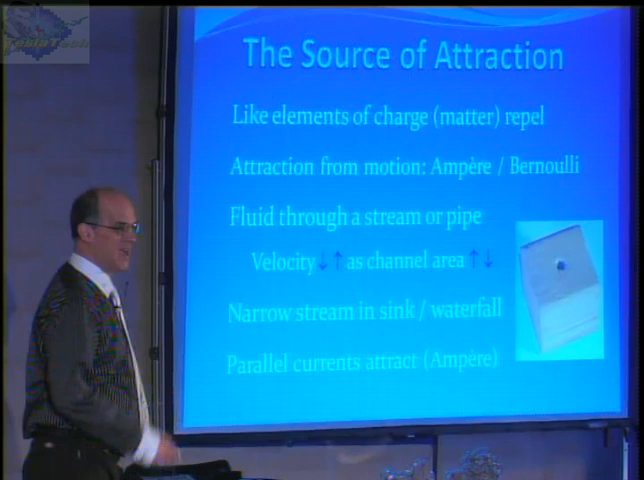 TeslaTech
The Source of Attraction
Like elements of charge (matter) repel
Attraction from motion: Ampère / Bernoulli
Fluid through a stream or pipe
Velocity ↓↑ as channel area ↑↓
Narrow stream in sink / waterfall
Parallel currents attract (Ampère)